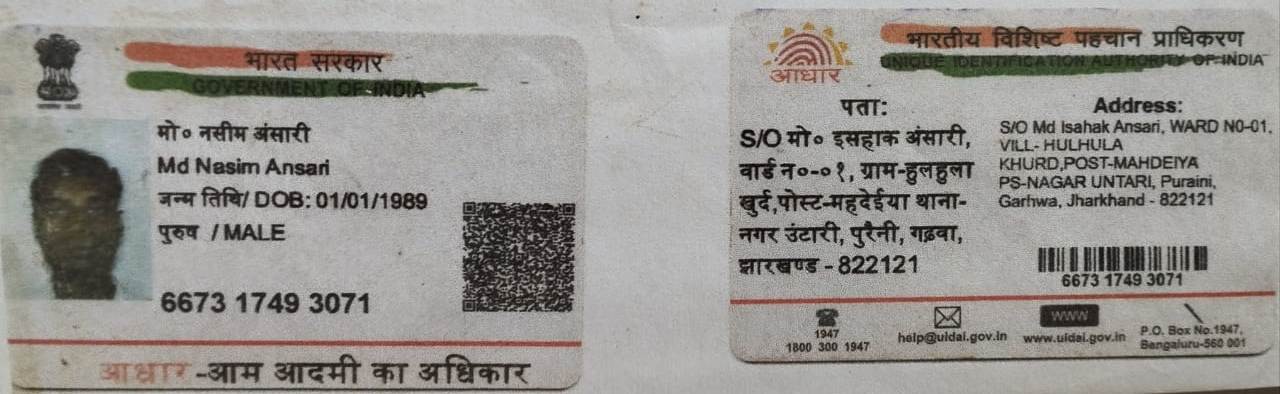 भारत सरकार
GOVERNMENT OF INDIA
मो० नसीम अंसारी
Md Nasim Ansari
जन्म तिथि/ DOB: 01/01/1989
पुरुष / MALE
6673 1749 3071
आधार -आम आदमी का अधिकार
भारतीय विशिष्ट पहचान प्राधिकरण
UNIQUE IDENTIFICATION AUTHORITY OF INDIA
आधार
पता:
S/O मो० इसहाक अंसारी,
वार्ड न०-०१, ग्राम-हुलहुला
खुर्द,पोस्ट-महदेईया थाना-
नगर उंटारी, पुरैनी, गढ़वा,
झारखण्ड - 822121
Address:
S/O Md Isahak Ansari, WARD N0-01,
VILL- HULHULA
KHURD,POST-MAHDEIYA
PS-NAGAR UNTARI, Puraini,
Garhwa, Jharkhand - 822121
6673 1749 3071
1947
1800 300 1947
help@uidai.gov.in
WWW
www.uidai.gov.in
P.O. Box No.1947,
Bengaluru-560 001